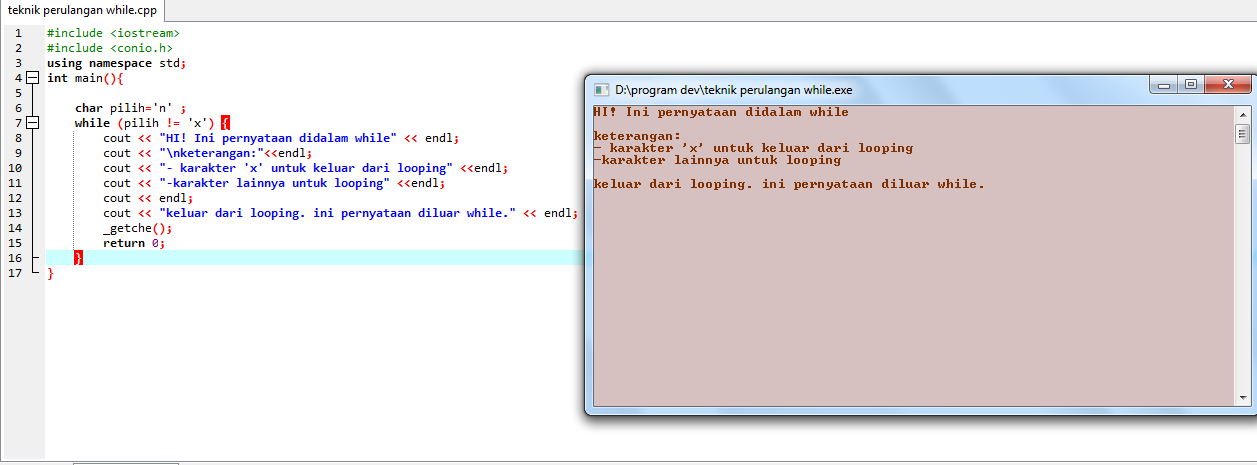 teknik perulangan while.cpp
1 #include <iostream>
2 #include <conio.h>
3 using namespace std;
4 int main(){
5
6 char pilih='n' ;
7 while (pilih != 'x') {
8 cout << "HI! Ini pernyataan didalam while" << endl;
9 cout << "\nketerangan:"<<endl;
10 cout << "- karakter 'x' untuk keluar dari looping" <<endl;
11 cout << "-karakter lainnya untuk looping" <<endl;
12 cout << endl;
13 cout << "keluar dari looping. ini pernyataan diluar while." << endl;
14 _getche();
15 return 0;
16 }
17 }
D:\program dev\teknik perulangan while.exe
HI! Ini pernyataan didalam while
keterangan:
- karakter 'x' untuk keluar dari looping
-karakter lainnya untuk looping
keluar dari looping. ini pernyataan diluar while.